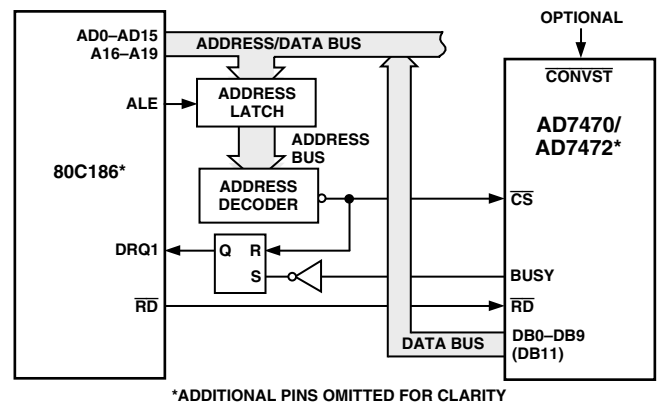 OPTIONAL
AD0–AD15
A16–A19
ADDRESS/DATA BUS
CONVST
ALE
ADDRESS
LATCH
AD7470/
AD7472*
ADDRESS
BUS
80C186*
ADDRESS
DECODER
CS
DRQ1
Q R
S
BUSY
RD
RD
DATA BUS
DB0–DB9
(DB11)
*ADDITIONAL PINS OMITTED FOR CLARITY